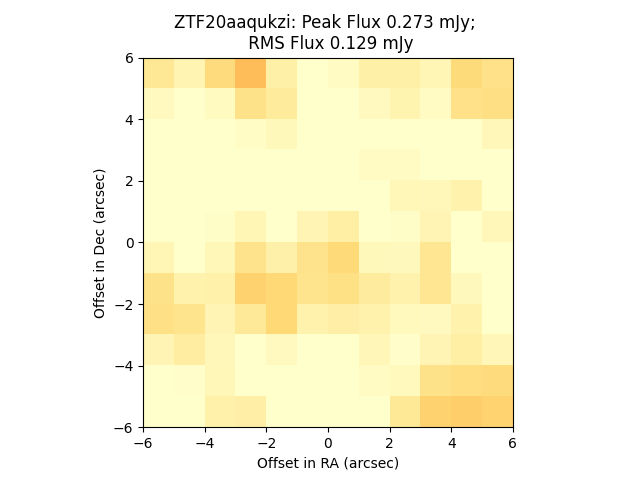 ZTF20aaqukzi: Peak Flux 0.273 mJy;
RMS Flux 0.129 mJy
6
4
2
0
−2
−4
−6
Offset in Dec (arcsec)
−6 −4 −2 0 2 4 6
Offset in RA (arcsec)